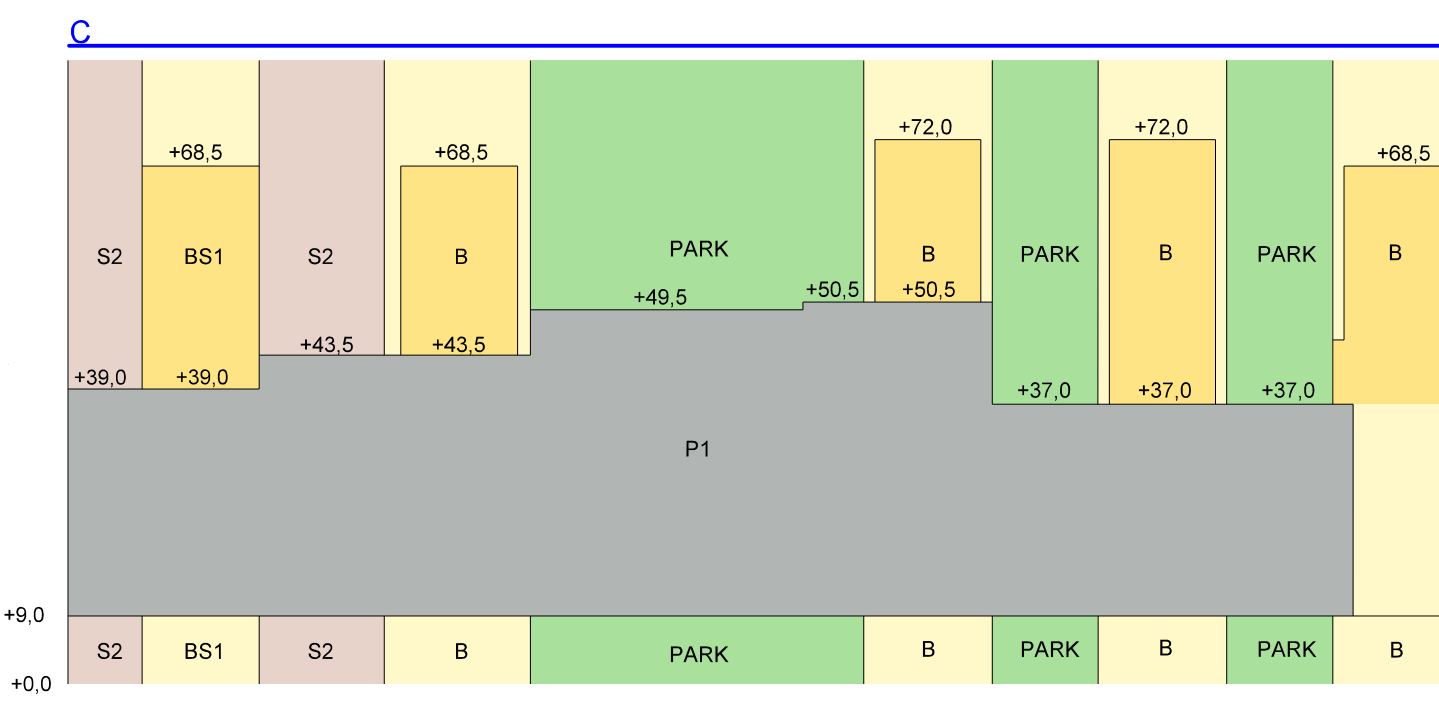 C
+72,0 +72,0
+68,5 +68,5 +68,5
S2 BS1 S2 B PARK B PARK B PARK B
+49,5 +50,5 +50,5
+43,5 +43,5
+39,0 +39,0 +37,0 +37,0 +37,0
P1
+9,0
S2 BS1 S2 B PARK B PARK B PARK B
+0,0